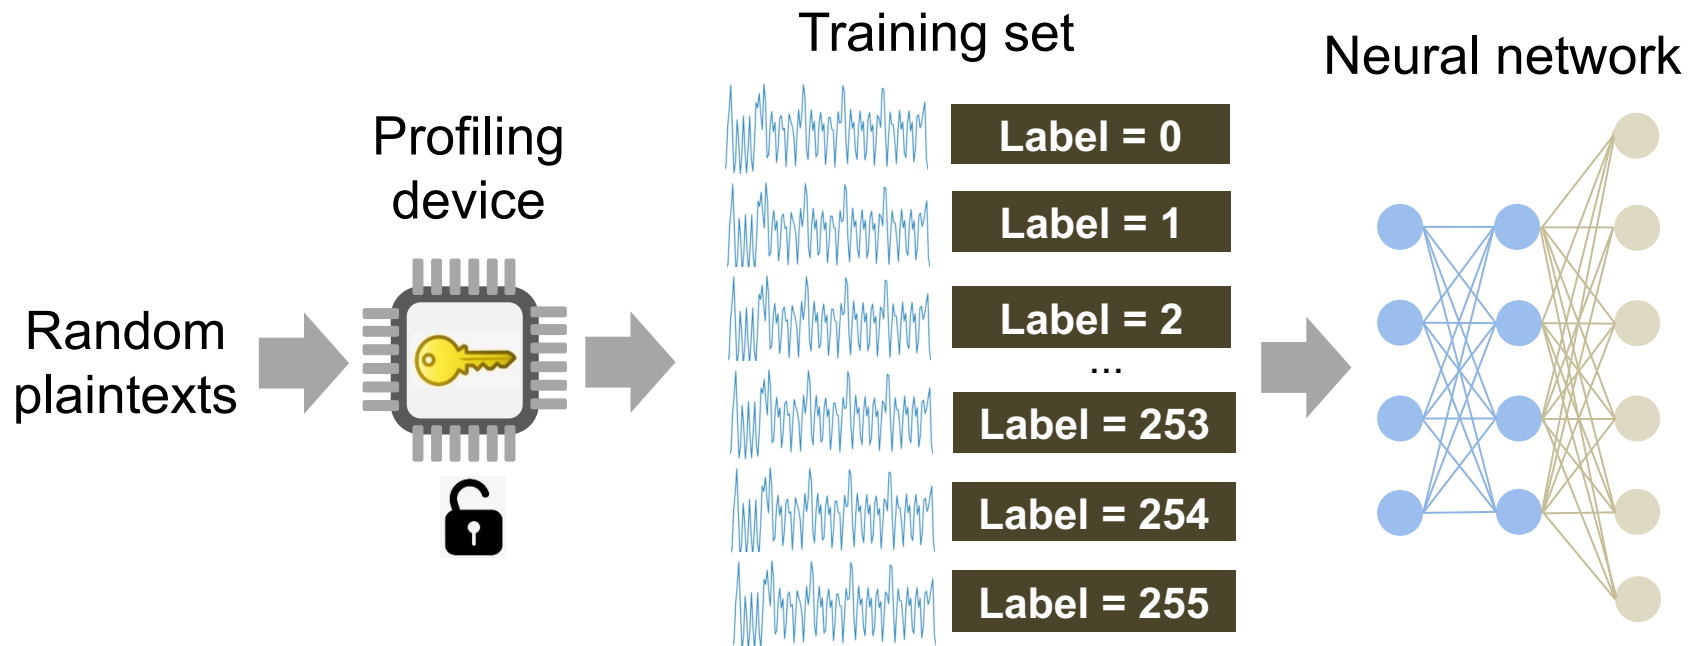 Random
plaintexts
Profiling
device
Training set
Label = 0
Label = 1
Label = 2
...
Label = 253
Label = 254
Label = 255
Neural network